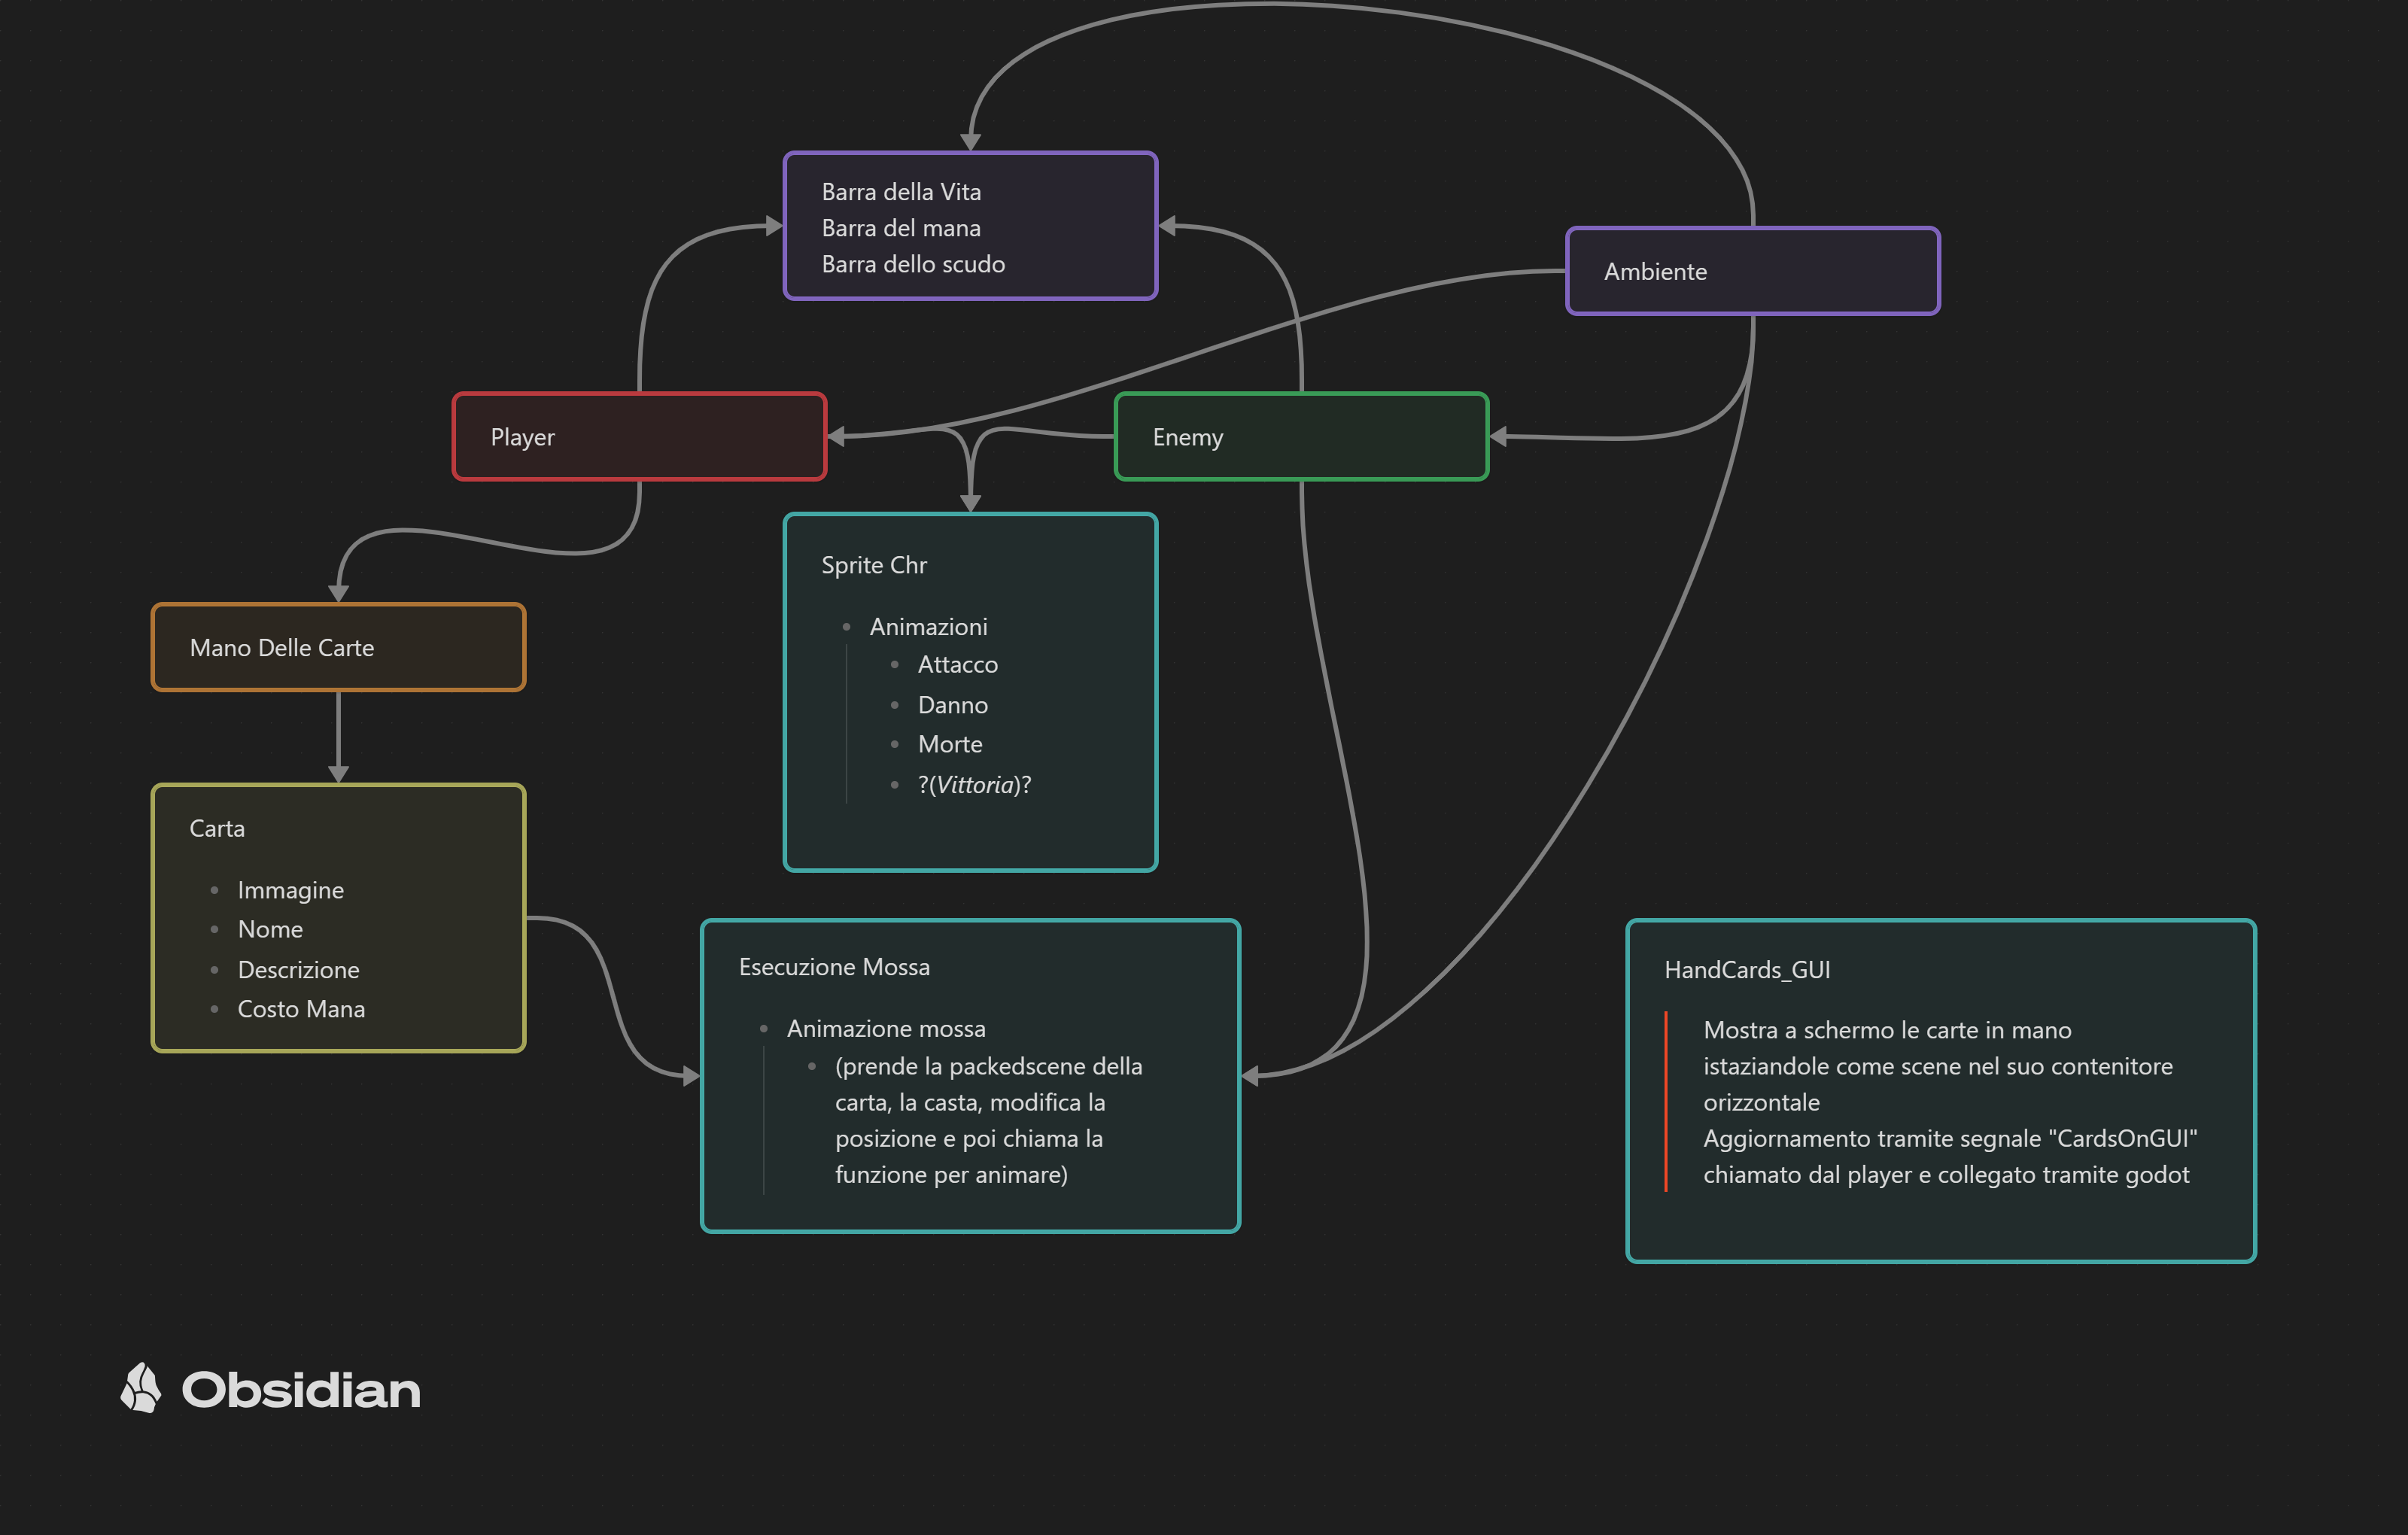 Barra della Vita
Barra del mana
Barra dello scudo
Ambiente
Player
Enemy
Sprite Chr
Animazioni
Attacco
Danno
Morte
?(Vittoria)?
Mano Delle Carte
Carta
Immagine
Nome
Descrizione
Costo Mana
Esecuzione Mossa
Animazione mossa
(prende la packedscene della
carta, la casta, modifica la
posizione e poi chiama la
funzione per animare)
HandCards_GUI
Mostra a schermo le carte in mano
istaziandole come scene nel suo contenitore
orizzontale
Aggiornamento tramite segnale "CardsOnGUI"
chiamato dal player e collegato tramite godot
Obsidian